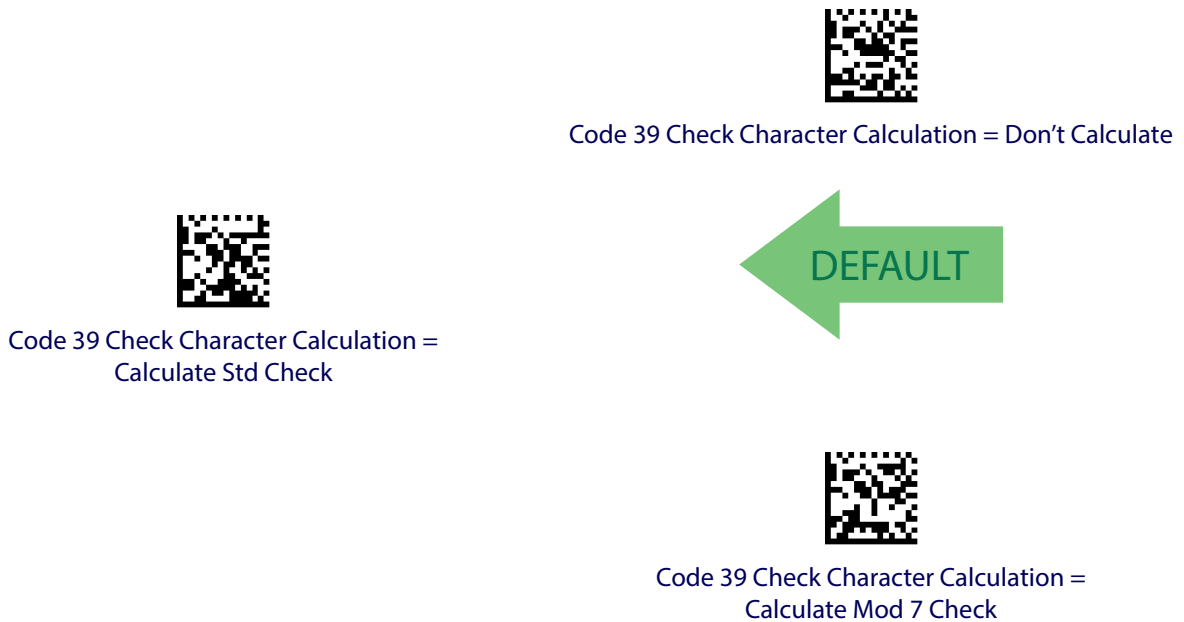 Code 39 Check Character Calculation = Don’t Calculate
DEFAULT
Code 39 Check Character Calculation =
Calculate Std Check
Code 39 Check Character Calculation =
Calculate Mod 7 Check